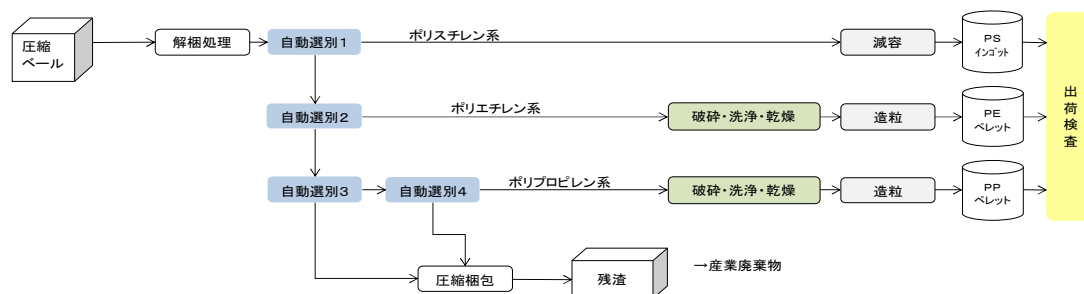 圧縮
ベール
解梱処理
自動選別1
ポリスチレン系
減容
PS
インゴット
自動選別2
ポリエチレン系
破砕・洗浄・乾燥
造粒
PE
ペレット
出荷検査
自動選別3
自動選別4
ポリプロピレン系
破砕・洗浄・乾燥
造粒
PP
ペレット
圧縮梱包
残渣
→産業廃棄物